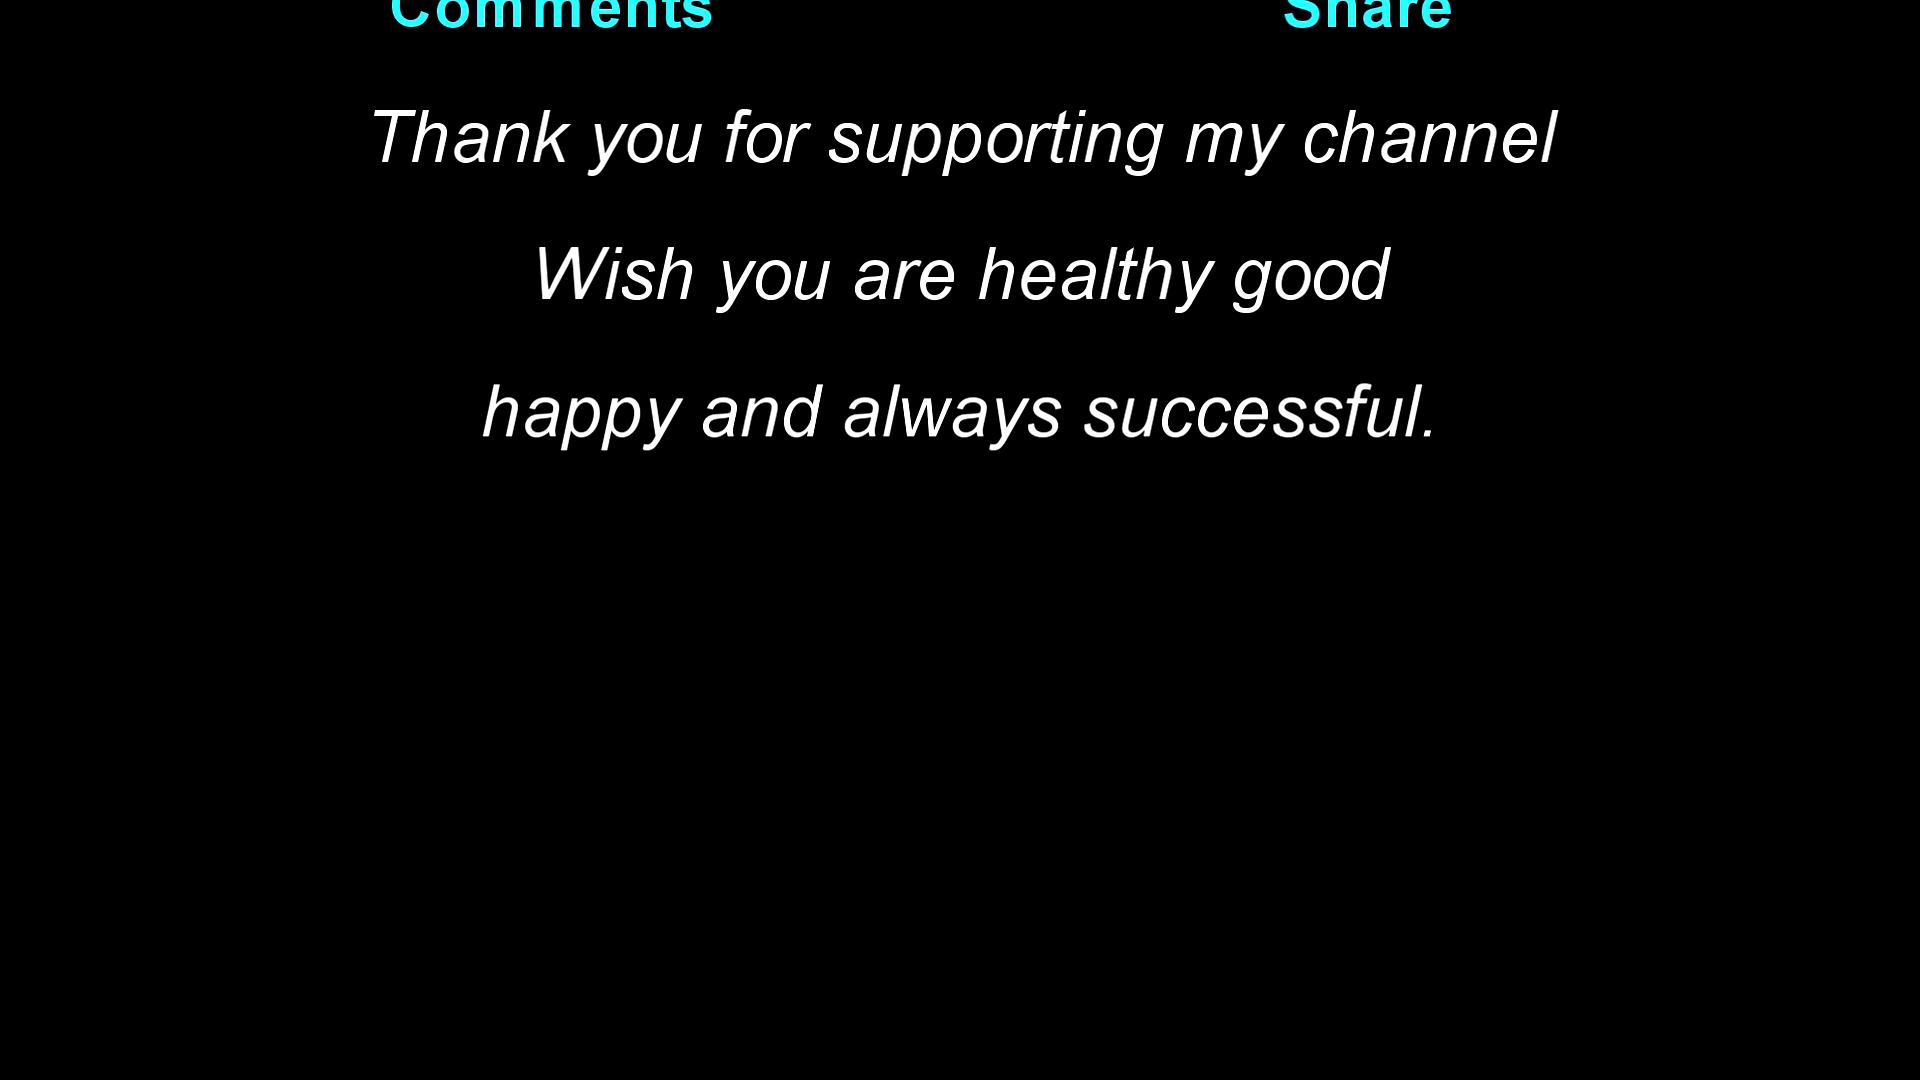 Comments Share
Thank you for supporting my channel
Wish you are healthy good
happy and always successful.